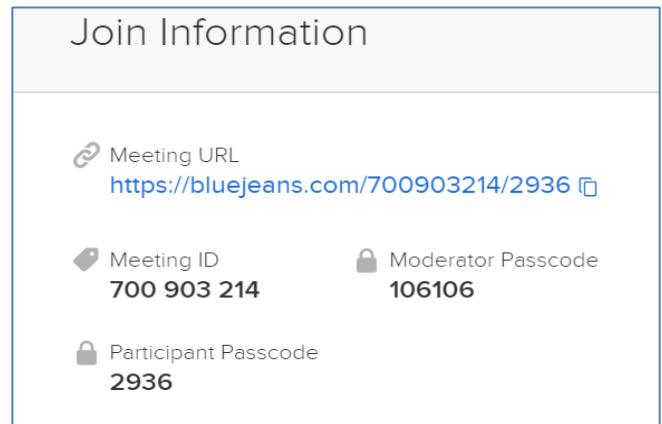 Join Information
Meeting URL
https://bluejeans.com/700903214/2936
Meeting ID
700 903 214
Moderator Passcode
106106
Participant Passcode
2936